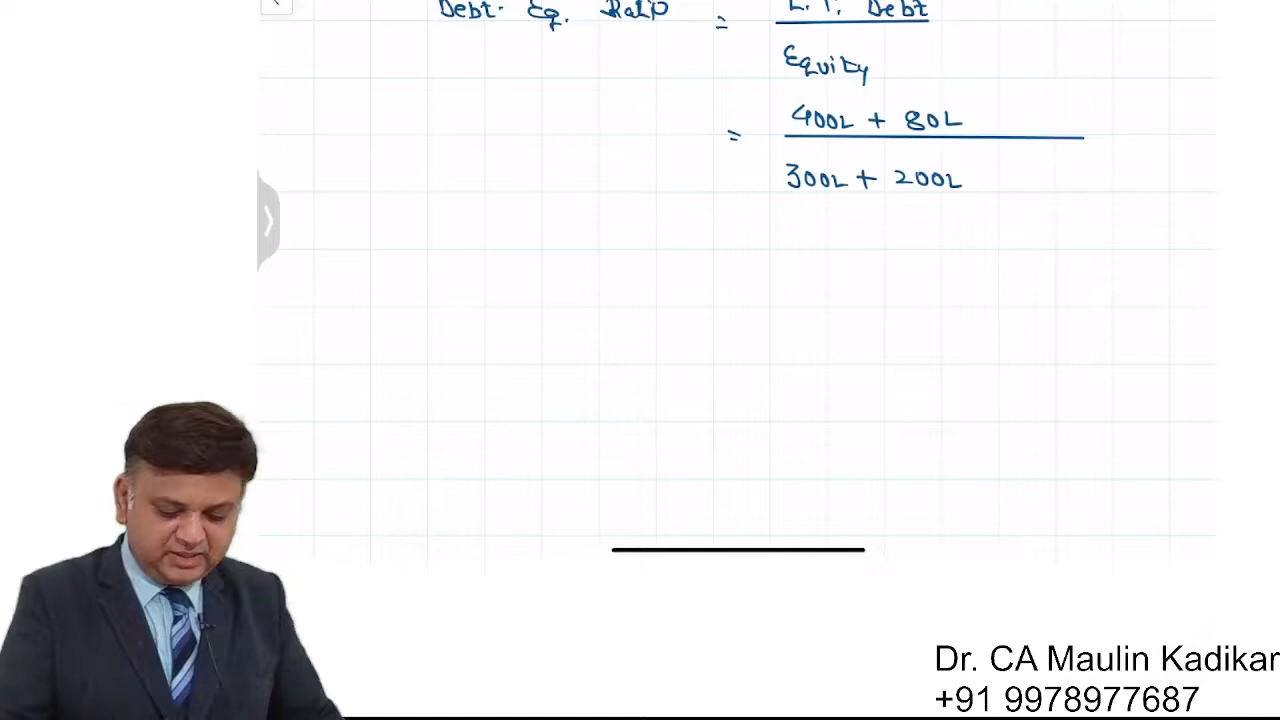 Debt. Eq. Ratio = L.T. Debt
Equity
= 400L + 80L
300L + 200L
Dr. CA Maulin Kadikar
+91 9978977687